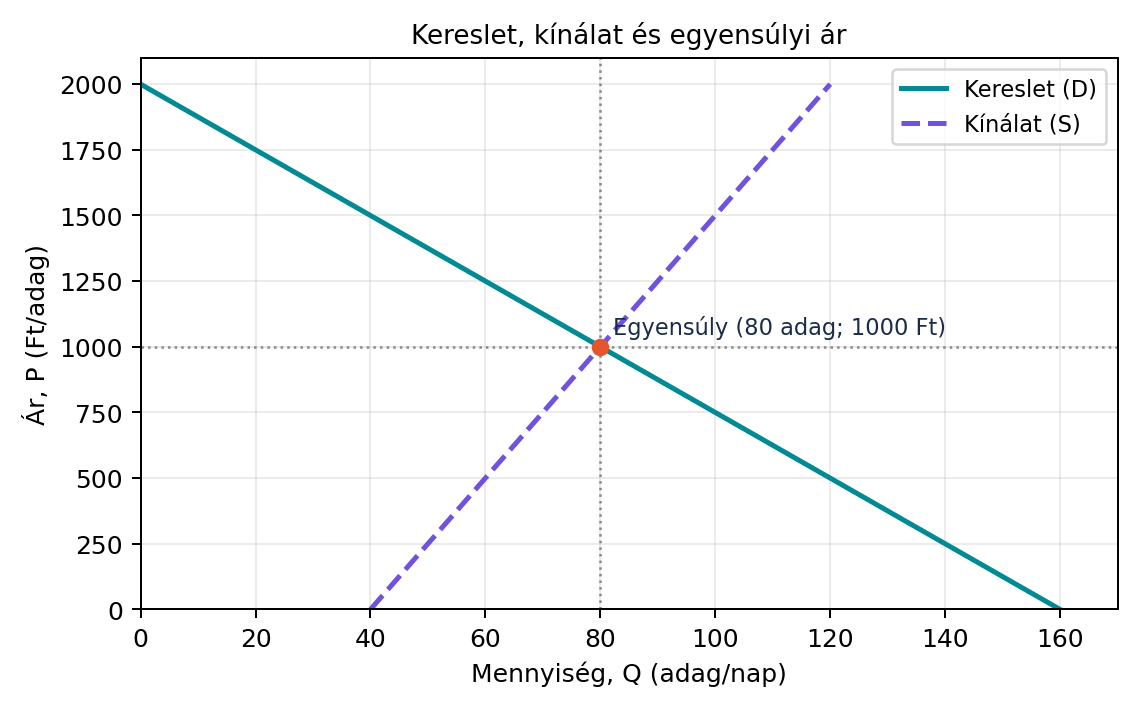 Kereslet, kínálat és egyensúlyi ár
Kereslet (D)
Kínálat (S)
Egyensúly (80 adag; 1000 Ft)
Ár, P (Ft/adag)
2000
1750
1500
1250
1000
750
500
250
0
0 20 40 60 80 100 120 140 160
Mennyiség, Q (adag/nap)